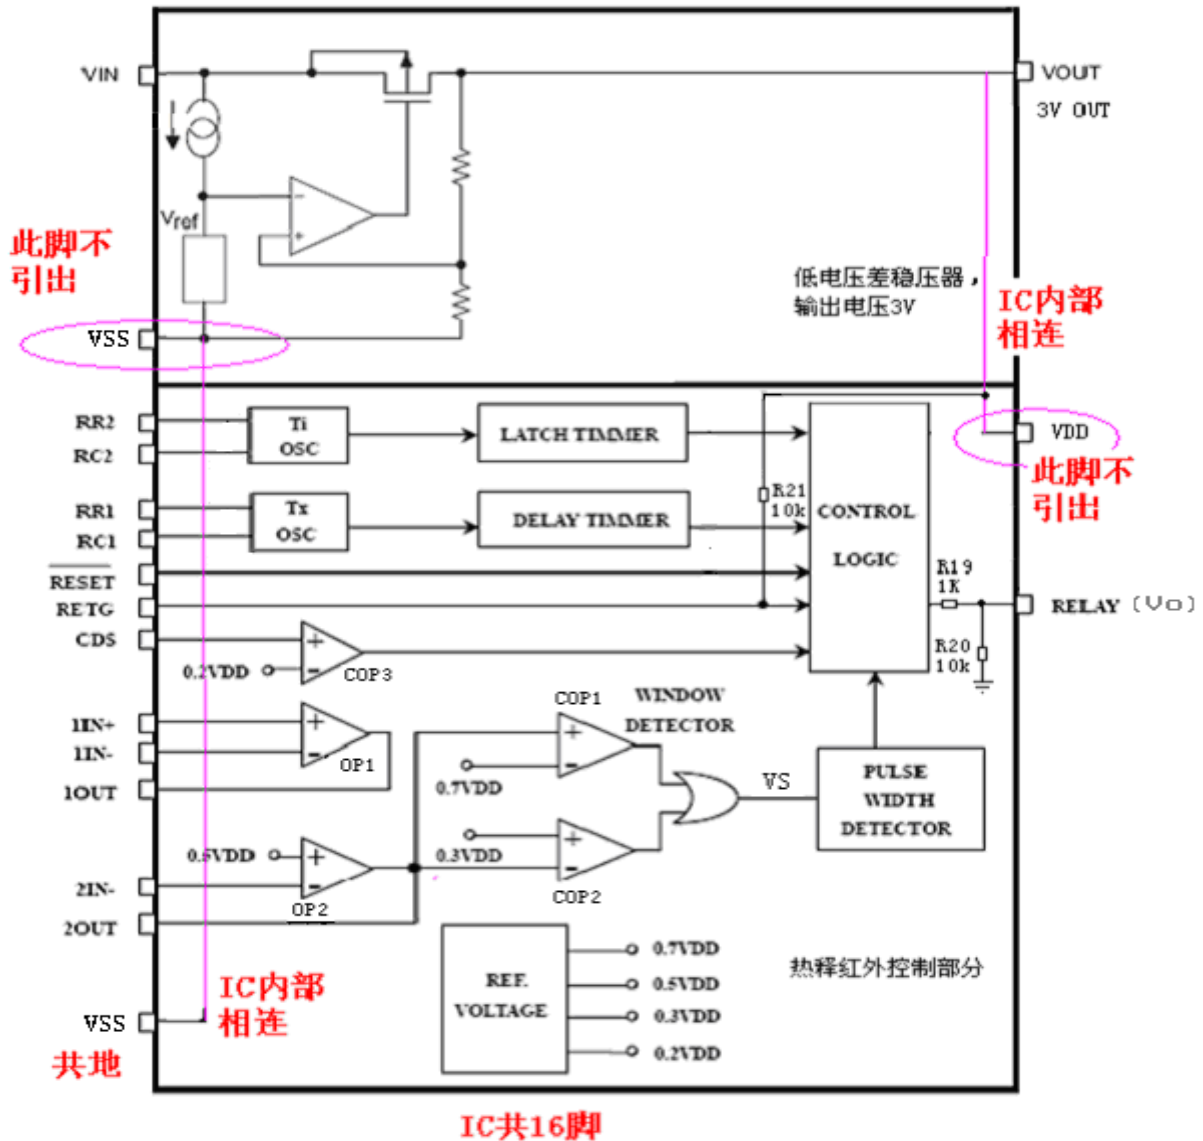 VIN
VOUT
3V OUT
Vref
此脚不
引出
低电压差稳压器，
输出电压3V
IC内部
相连
VSS
VDD
此脚不
引出
RR2
RC2
Ti
OSC
LATCH TIMMER
RR1
RC1
Tx
OSC
DELAY TIMMER
R21
10k
CONTROL
LOGIC
RESET
RETG
CDS
R19
1K
RELAY (Vo)
R20
10k
0.2VDD
COP3
1IN+
1IN-
1OUT
OP1
COP1
WINDOW
DETECTOR
0.7VDD
0.3VDD
COP2
VS
PULSE
WIDTH
DETECTOR
0.5VDD
2IN-
2OUT
OP2
REF.
VOLTAGE
0.7VDD
0.5VDD
0.3VDD
0.2VDD
热释红外控制部分
IC内部
相连
VSS
共地
IC共16脚